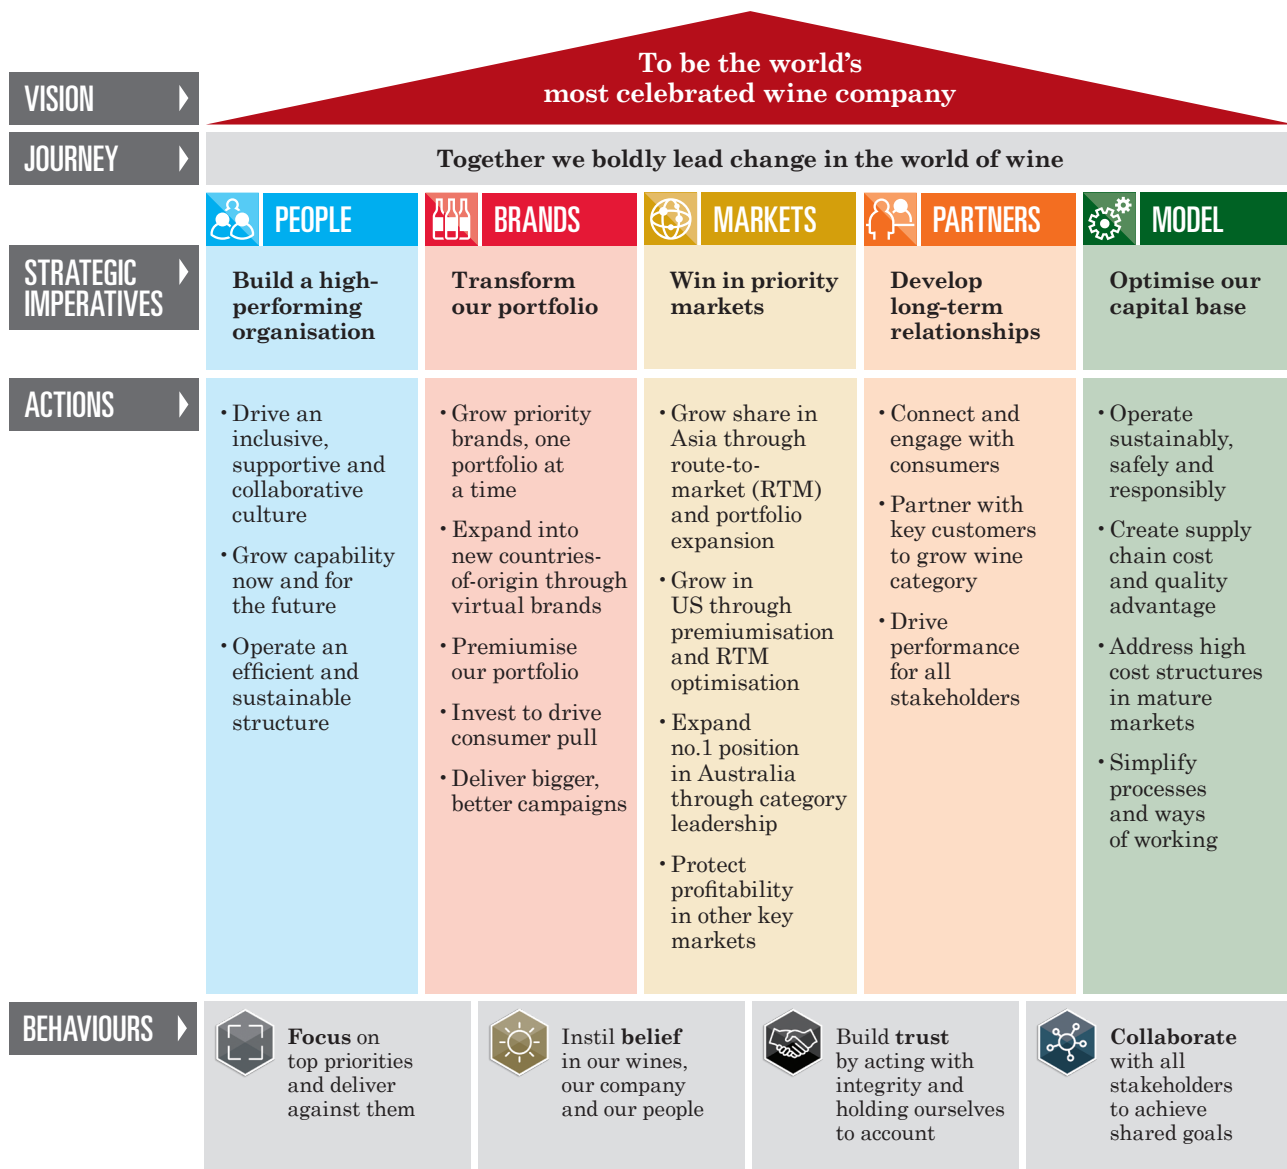 VISION
To be the world's
most celebrated wine company
JOURNEY
Together we boldly lead change in the world of wine
PEOPLE
BRANDS
MARKETS
PARTNERS
MODEL
STRATEGIC
IMPERATIVES
Build a high-
performing
organisation
Transform
our portfolio
Win in priority
markets
Develop
long-term
relationships
Optimise our
capital base
ACTIONS
• Drive an
inclusive,
supportive and
collaborative
culture
• Grow capability
now and for
the future
• Operate an
efficient and
sustainable
structure
• Grow priority
brands, one
portfolio at
a time
• Expand into
new countries-
of-origin through
virtual brands
• Premiumise
our portfolio
• Invest to drive
consumer pull
• Deliver bigger,
better campaigns
• Grow share in
Asia through
route-to-
market (RTM)
and portfolio
expansion
• Grow in
US through
premiumisation
and RTM
optimisation
• Expand
no.1 position
in Australia
through category
leadership
• Protect
profitability
in other key
markets
• Connect and
engage with
consumers
• Partner with
key customers
to grow wine
category
• Drive
performance
for all
stakeholders
• Operate
sustainably,
safely and
responsibly
• Create supply
chain cost
and quality
advantage
• Address high
cost structures
in mature
markets
• Simplify
processes
and ways
of working
BEHAVIOURS
Focus on
top priorities
and deliver
against them
Instil belief
in our wines,
our company
and our people
Build trust
by acting with
integrity and
holding ourselves
to account
Collaborate
with all
stakeholders
to achieve
shared goals